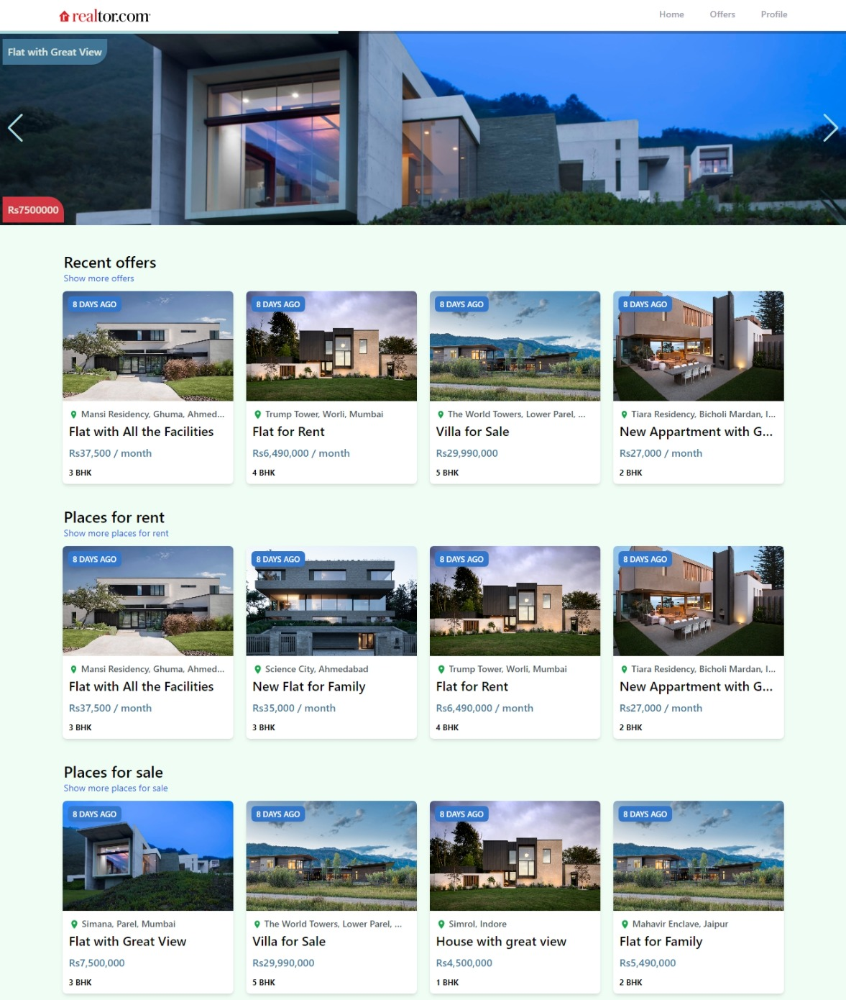 realtor.com
Home
Offers
Profile
Flat with Great View
Rs7500000
Recent offers
Show more offers
8 DAYS AGO
8 DAYS AGO
8 DAYS AGO
8 DAYS AGO
Mansi Residency, Ghuma, Ahmed...
Trump Tower, Worli, Mumbai
The World Towers, Lower Parel, ...
Tiara Residency, Bicholi Mardan, I...
Flat with All the Facilities
Flat for Rent
Villa for Sale
New Appartment with G...
Rs37,500 / month
Rs6,490,000 / month
Rs29,990,000
Rs27,000 / month
3 BHK
4 BHK
5 BHK
2 BHK
Places for rent
Show more places for rent
8 DAYS AGO
8 DAYS AGO
8 DAYS AGO
8 DAYS AGO
Mansi Residency, Ghuma, Ahmed...
Science City, Ahmedabad
Trump Tower, Worli, Mumbai
Tiara Residency, Bicholi Mardan, I...
Flat with All the Facilities
New Flat for Family
Flat for Rent
New Appartment with G...
Rs37,500 / month
Rs35,000 / month
Rs6,490,000 / month
Rs27,000 / month
3 BHK
3 BHK
4 BHK
2 BHK
Places for sale
Show more places for sale
8 DAYS AGO
8 DAYS AGO
8 DAYS AGO
8 DAYS AGO
Simana, Parel, Mumbai
The World Towers, Lower Parel, ...
Simrol, Indore
Mahavir Enclave, Jaipur
Flat with Great View
Villa for Sale
House with great view
Flat for Family
Rs7,500,000
Rs29,990,000
Rs4,500,000
Rs5,490,000
3 BHK
5 BHK
1 BHK
2 BHK